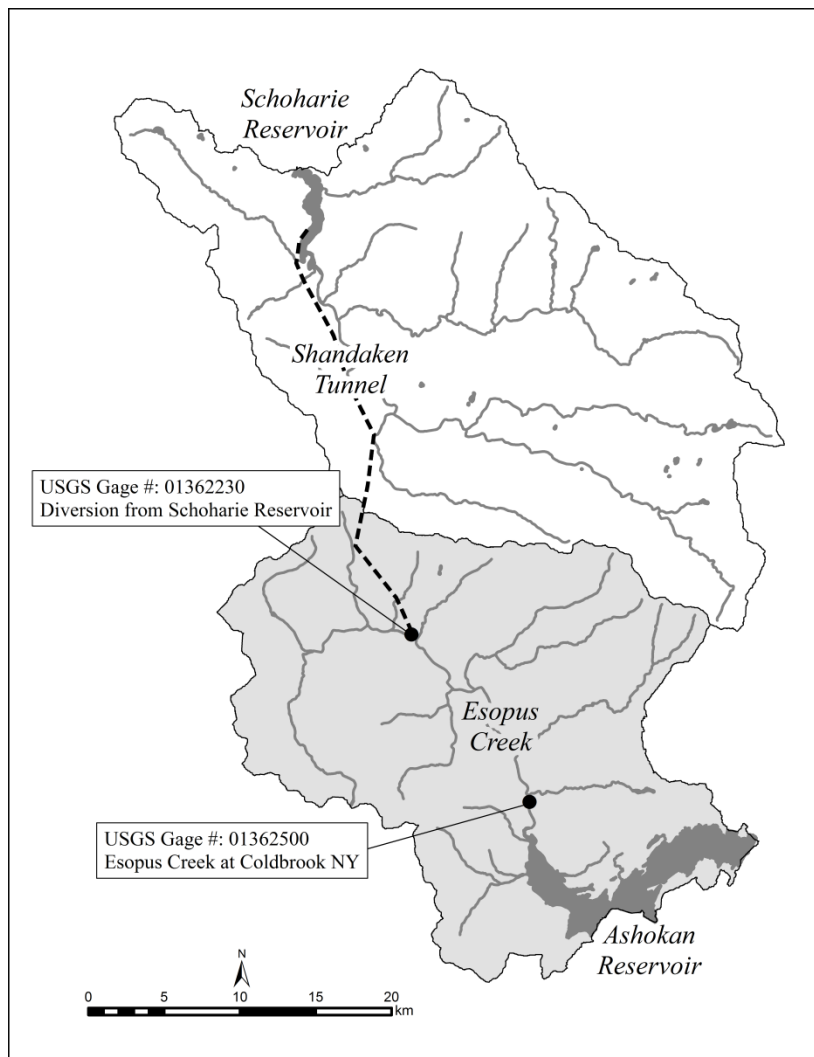 Schoharie
Reservoir
Shandaken
Tunnel
USGS Gage #: 01362230
Diversion from Schoharie Reservoir
Esopus
Creek
USGS Gage #: 01362500
Esopus Creek at Coldbrook NY
Ashokan
Reservoir
N
0 5 10 15 20
km